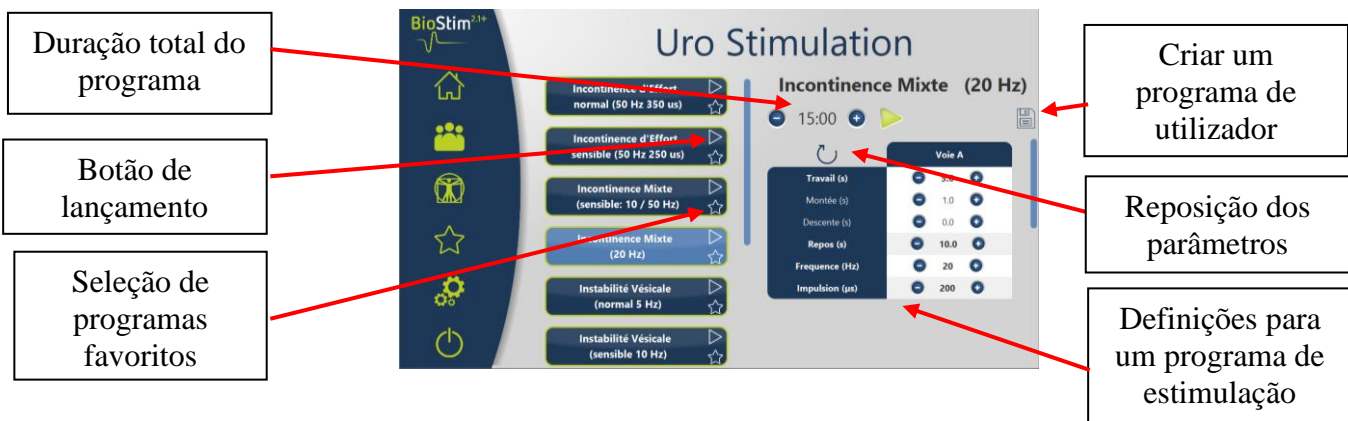 Duração total do
programa
Botão de
lançamento
Seleção de
programas
favoritos
BioStim 2.1+
Uro Stimulation
Incontinence d'Effort
normal (50 Hz 350 us)
Incontinence d'Effort
sensible (50 Hz 250 us)
Incontinence Mixte
(sensible: 10 / 50 Hz)
Incontinence Mixte
(20 Hz)
Instabilité Vésicale
(normal 5 Hz)
Instabilité Vésicale
(sensible 10 Hz)
Incontinence Mixte (20 Hz)
15:00
Voie A
Travail (s)
Montée (s) 1.0
Descente (s) 0.0
Repos (s) 10.0
Frequence (Hz) 20
Impulsion (µs) 200
Criar um
programa de
utilizador
Reposição dos
parâmetros
Definições para
um programa de
estimulação